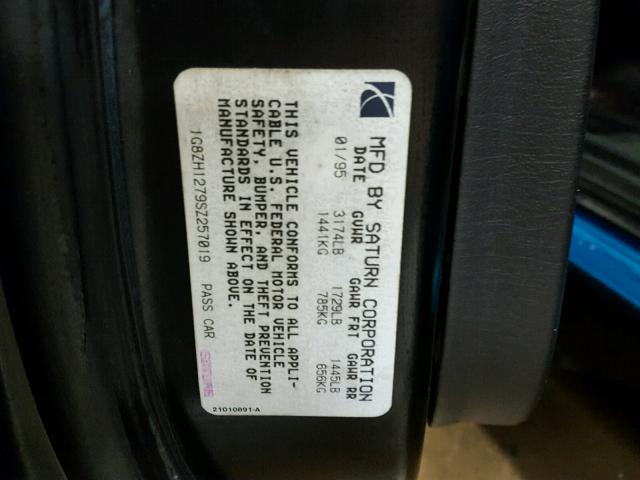 MFD BY SATURN CORPORATION
DATE GVWR GAWR FRT GAWR RR
01/95 3174LB 1729LB 1445LB
1441KG 785KG 656KG
THIS VEHICLE CONFORMS TO ALL APPLI-
CABLE U.S. FEDERAL MOTOR VEHICLE
SAFETY, BUMPER, AND THEFT PREVENTION
STANDARDS IN EFFECT ON THE DATE OF
MANUFACTURE SHOWN ABOVE.
1G8ZH1279SZ257019 PASS CAR
21010891-A